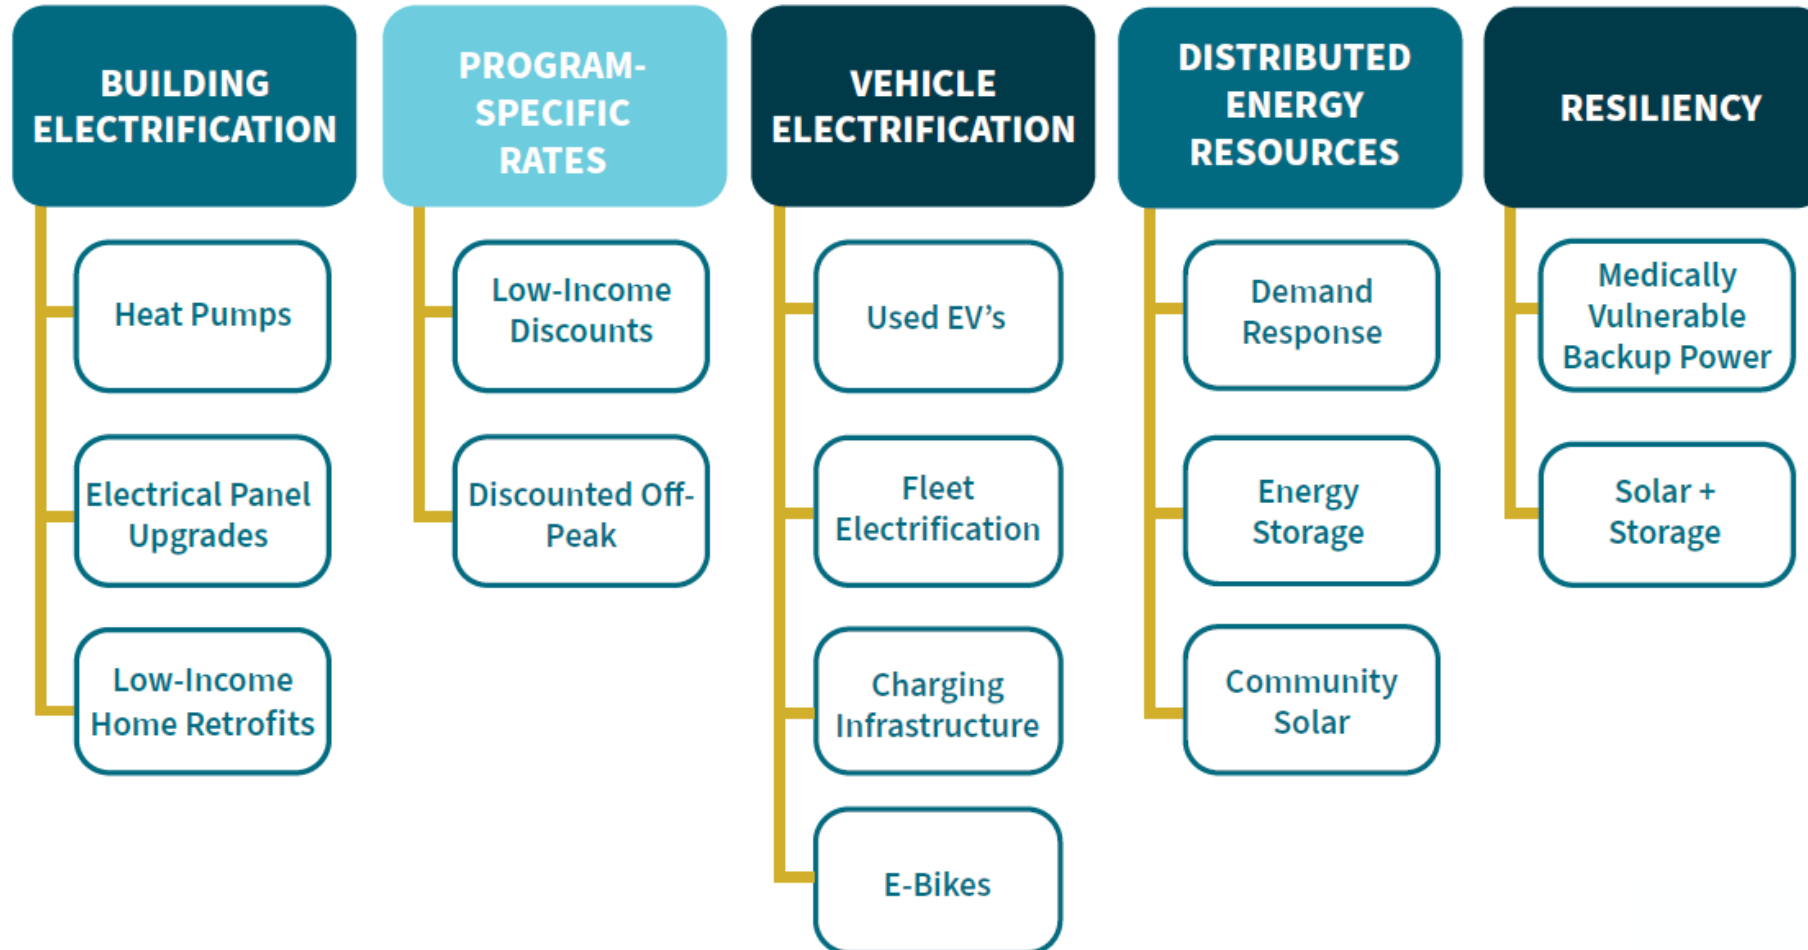 BUILDING
ELECTRIFICATION
Heat Pumps
Electrical Panel
Upgrades
Low-Income
Home Retrofits
PROGRAM-
SPECIFIC
RATES
Low-Income
Discounts
Discounted Off-
Peak
VEHICLE
ELECTRIFICATION
Used EV’s
Fleet
Electrification
Charging
Infrastructure
E-Bikes
DISTRIBUTED
ENERGY
RESOURCES
Demand
Response
Energy
Storage
Community
Solar
RESILIENCY
Medically
Vulnerable
Backup Power
Solar +
Storage